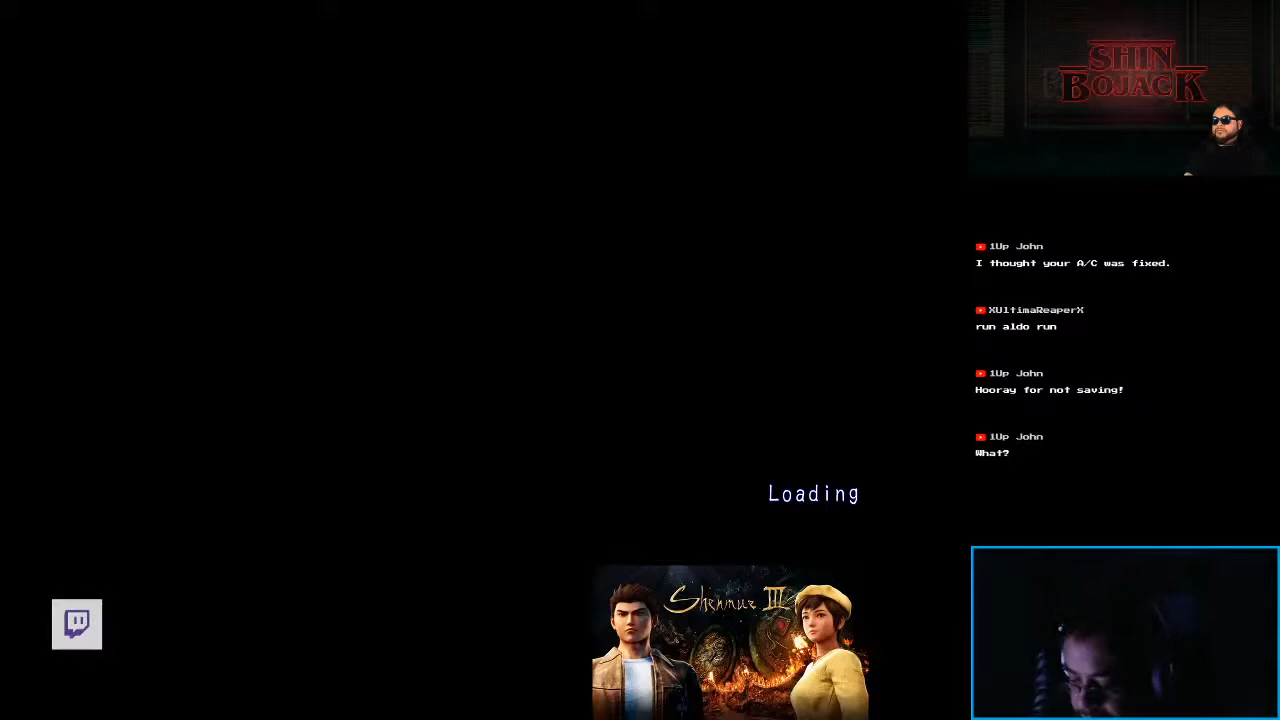 SHIN
BOJACK
1Up John
I thought your A/C was fixed.
XUltimaReaperX
run aldo run
1Up John
Hooray for not saving!
1Up John
What?
Loading
Shenmue III